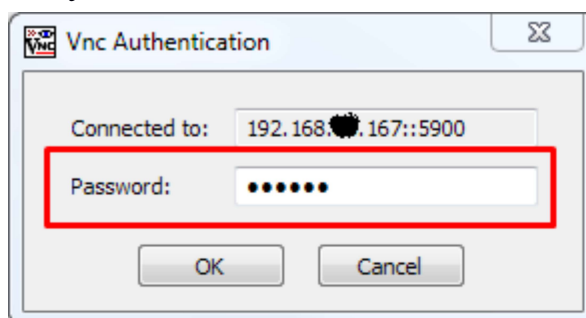 Vnc Authentication
Connected to: 192.168. .167::5900
Password: ••••••
OK Cancel